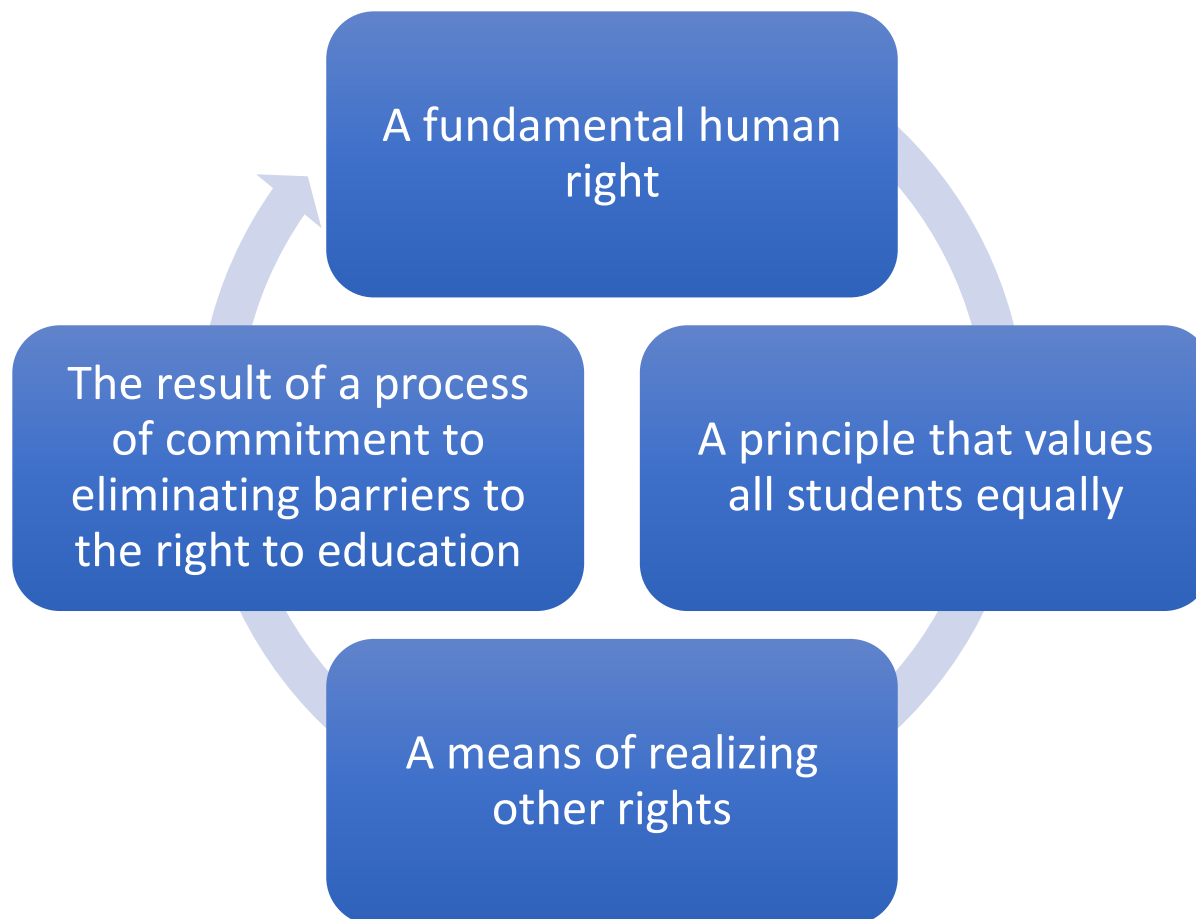 A fundamental human
right
A principle that values
all students equally
A means of realizing
other rights
The result of a process
of commitment to
eliminating barriers to
the right to education